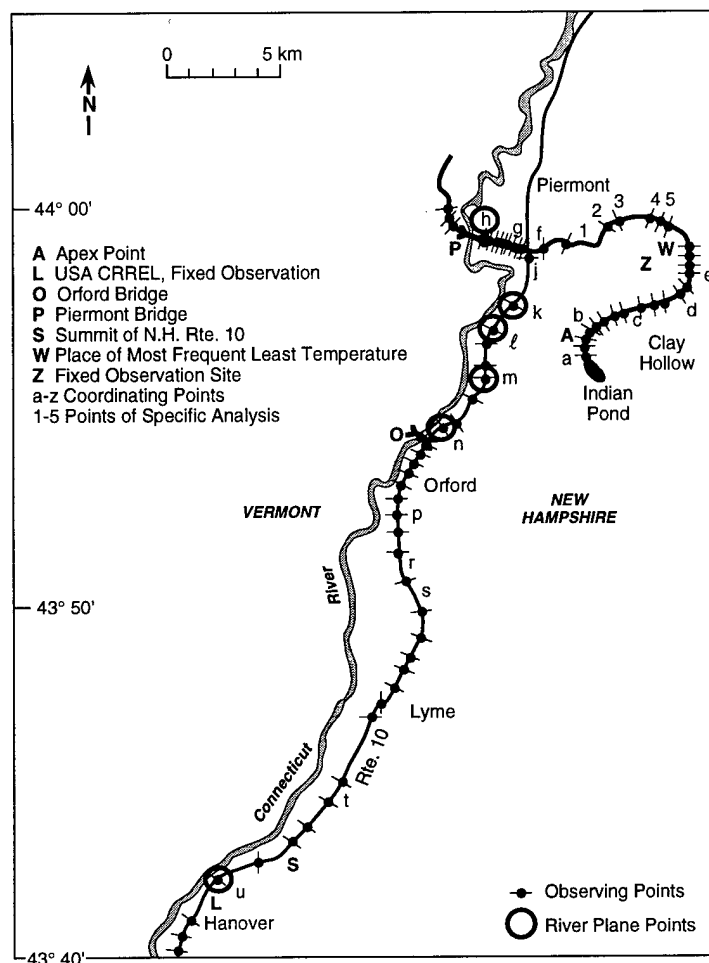 0 5 km
N
Piermont
44° 00'
h
g
f
1
2
3
4 5
P
W
Z
j
e
A Apex Point
L USA CRREL, Fixed Observation
O Orford Bridge
P Piermont Bridge
S Summit of N.H. Rte. 10
W Place of Most Frequent Least Temperature
Z Fixed Observation Site
a-z Coordinating Points
1-5 Points of Specific Analysis
k
b
c
d
A
ℓ
a
Clay
Hollow
m
Indian
Pond
O
n
Orford
VERMONT
NEW
HAMPSHIRE
p
r
River
s
43° 50'
Lyme
Rte. 10
Connecticut
t
S
u
L
Hanover
Observing Points
River Plane Points
43° 40'